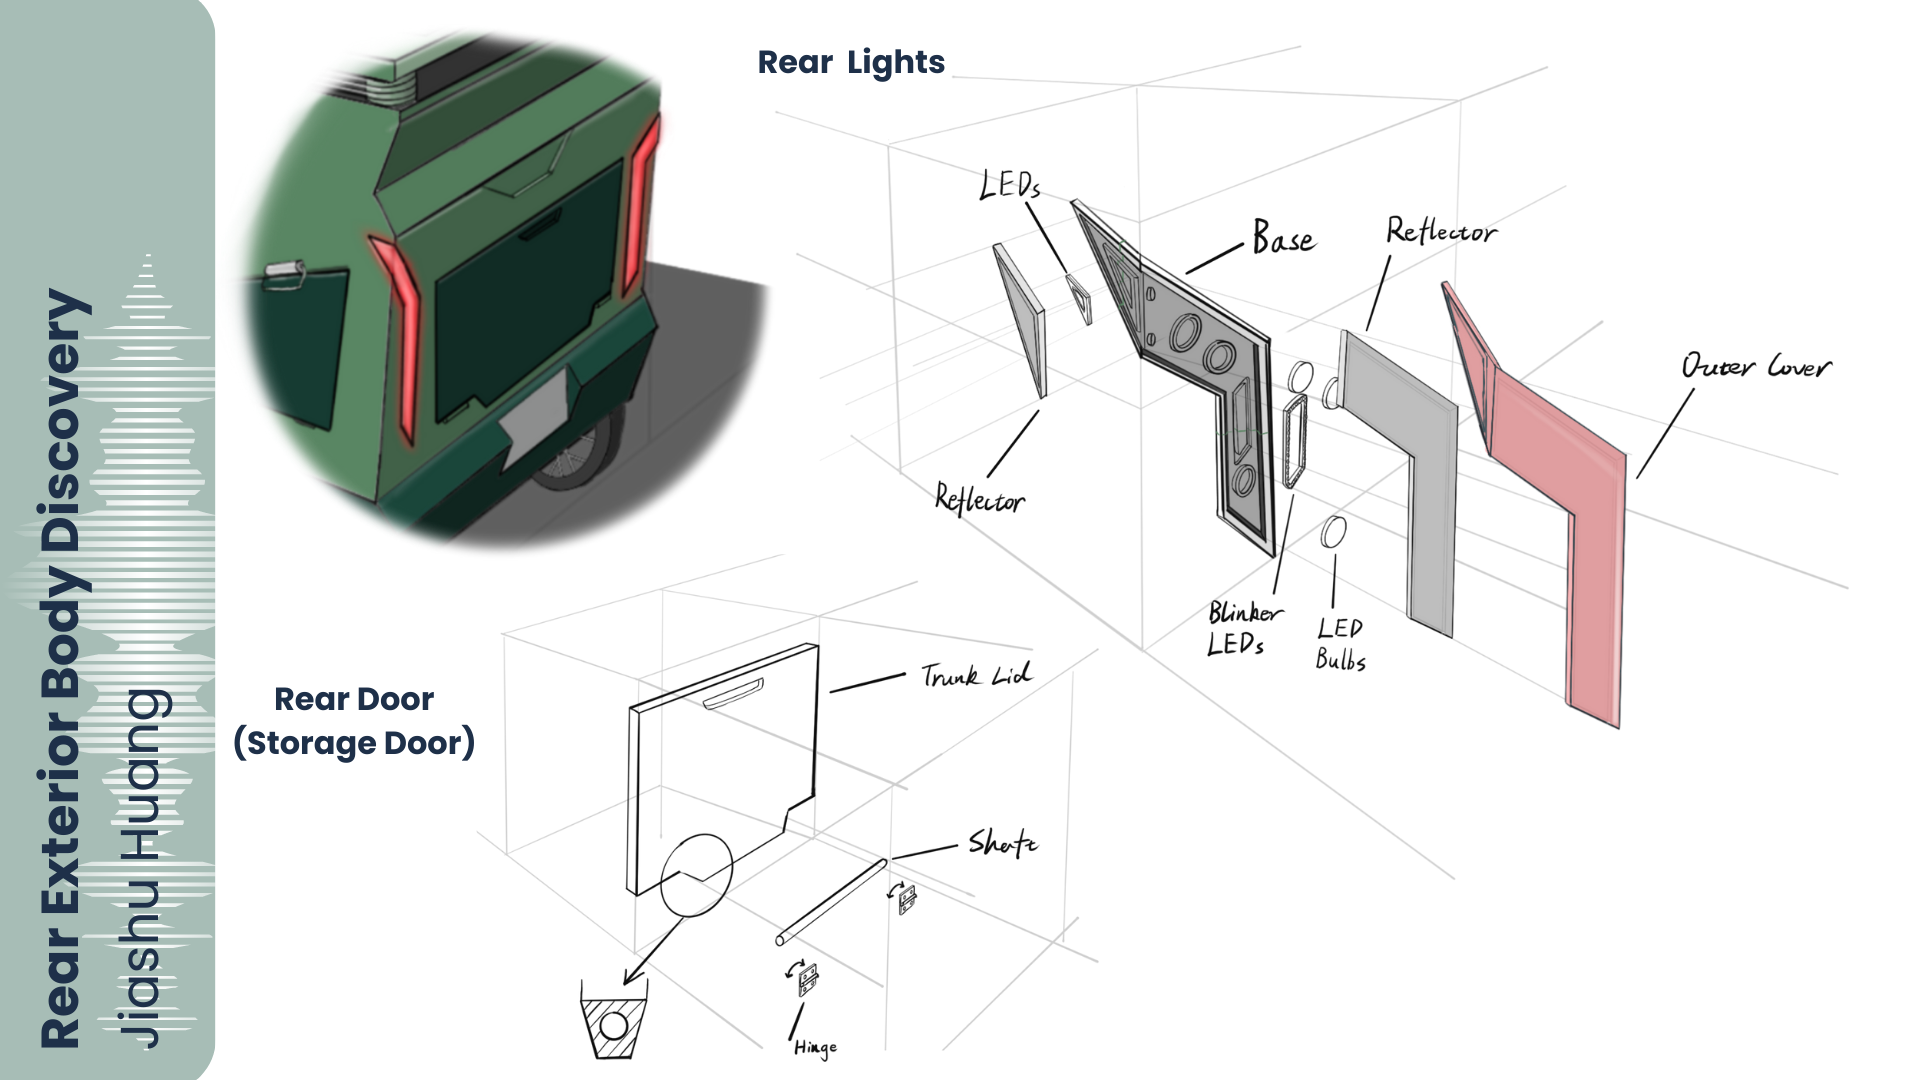 Rear Exterior Body Discovery
Jiashu Huang
Rear Lights
LEDs
Base
Reflector
Outer Cover
Reflector
Blinker
LEDs
LED
Bulbs
Rear Door
(Storage Door)
Trunk Lid
Shaft
Hinge